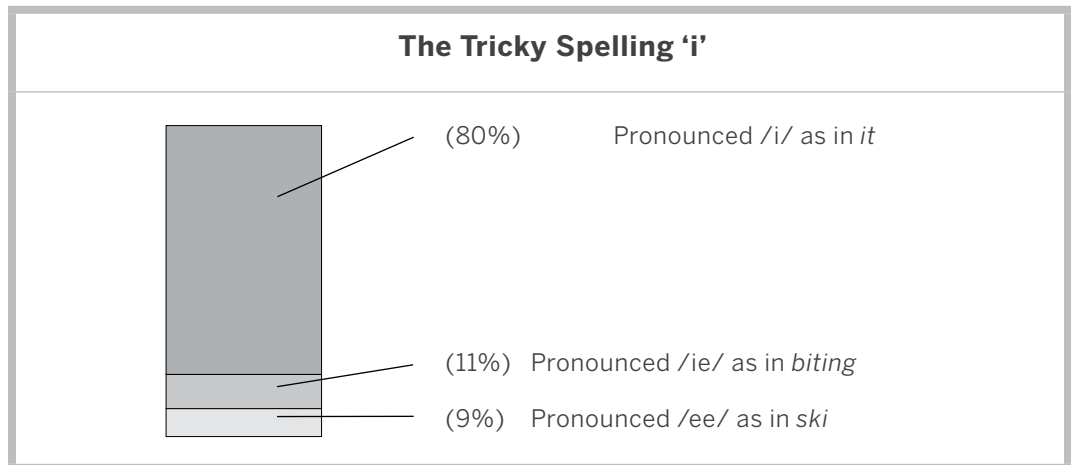 The Tricky Spelling ‘i’
(80%) Pronounced /i/ as in it
(11%) Pronounced /ie/ as in biting
(9%) Pronounced /ee/ as in ski